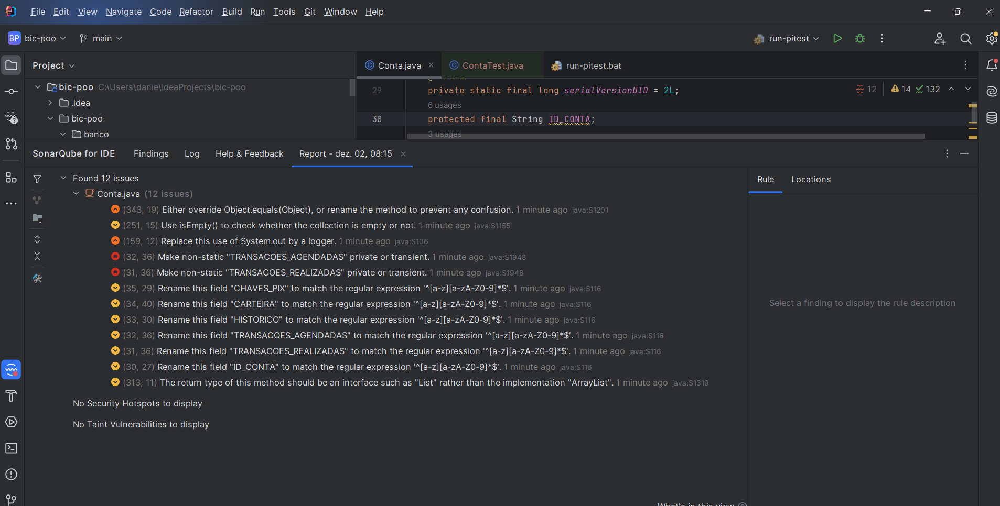 File Edit View Navigate Code Refactor Build Run Tools Git Window Help
BP bic-poo main run-pitest
Project
Conta.java ContaTest.java run-pitest.bat
bic-poo C:\Users\danie\IdeaProjects\bic-poo
.idea
bic-poo
banco
29 private static final long serialVersionUID = 2L;
12 14 132
6 usages
30 protected final String ID_CONTA;
3 usages
SonarQube for IDE Findings Log Help & Feedback Report - dez. 02, 08:15
Found 12 issues
Conta.java (12 issues)
(343, 19) Either override Object.equals(Object), or rename the method to prevent any confusion. 1 minute ago java:S1201
(251, 15) Use isEmpty() to check whether the collection is empty or not. 1 minute ago java:S1155
(159, 12) Replace this use of System.out by a logger. 1 minute ago java:S106
(32, 36) Make non-static "TRANSACOES_AGENDADAS" private or transient. 1 minute ago java:S1948
(31, 36) Make non-static "TRANSACOES_REALIZADAS" private or transient. 1 minute ago java:S1948
(35, 29) Rename this field "CHAVES_PIX" to match the regular expression '^[a-z][a-zA-Z0-9]*$'. 1 minute ago java:S116
(34, 40) Rename this field "CARTEIRA" to match the regular expression '^[a-z][a-zA-Z0-9]*$'. 1 minute ago java:S116
(33, 30) Rename this field "HISTORICO" to match the regular expression '^[a-z][a-zA-Z0-9]*$'. 1 minute ago java:S116
(32, 36) Rename this field "TRANSACOES_AGENDADAS" to match the regular expression '^[a-z][a-zA-Z0-9]*$'. 1 minute ago java:S116
(31, 36) Rename this field "TRANSACOES_REALIZADAS" to match the regular expression '^[a-z][a-zA-Z0-9]*$'. 1 minute ago java:S116
(30, 27) Rename this field "ID_CONTA" to match the regular expression '^[a-z][a-zA-Z0-9]*$'. 1 minute ago java:S116
(313, 11) The return type of this method should be an interface such as "List" rather than the implementation "ArrayList". 1 minute ago java:S1319
No Security Hotspots to display
No Taint Vulnerabilities to display
Rule Locations
Select a finding to display the rule description
What's in this view